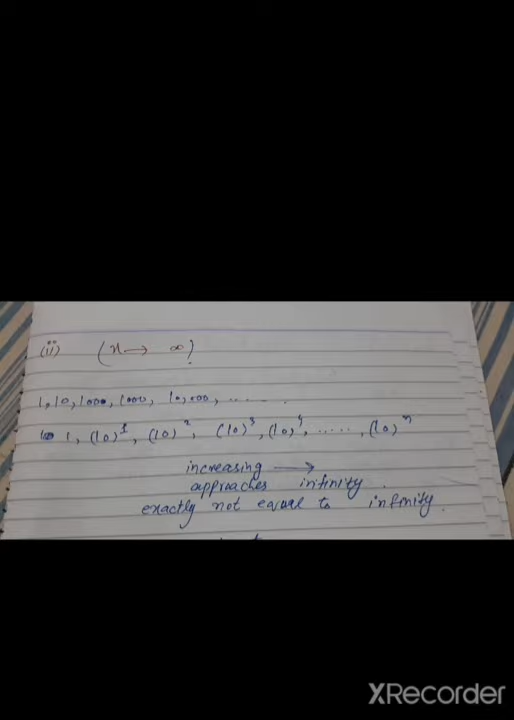 (ii) (x → ∞)
1, 10, 1000, 1000, 10,000, ......
1, (10)¹, (10)², (10)³, (10)⁴, ....., (10)ⁿ
increasing →
approaches infinity.
exactly not equal to infinity.
XRecorder